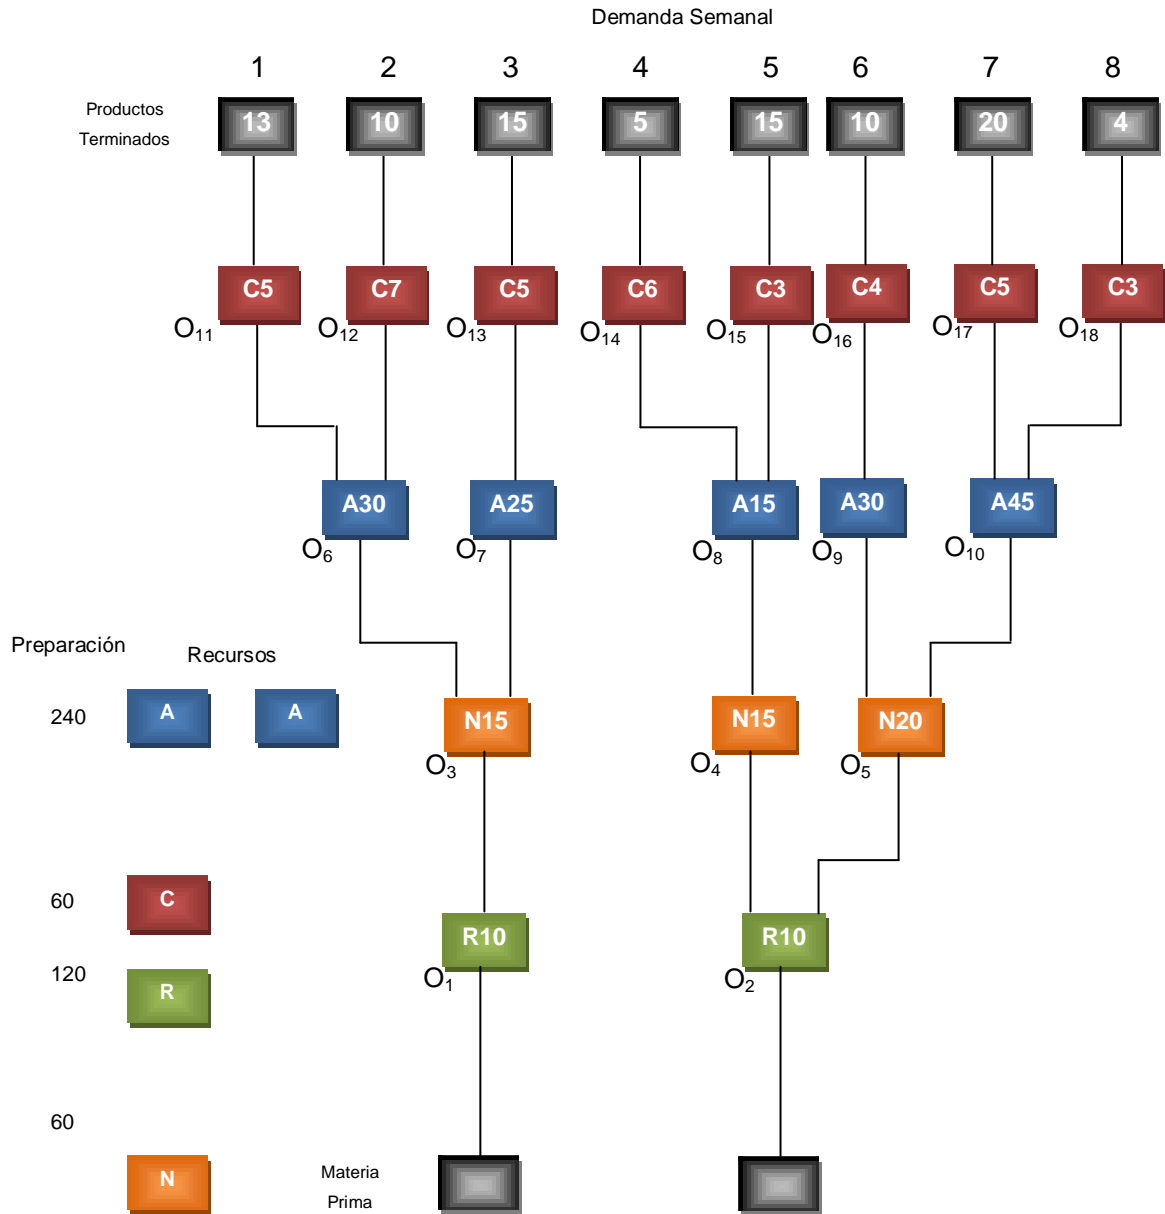 Demanda Semanal
1 2 3 4 5 6 7 8
Productos
Terminados
13 10 15 5 15 10 20 4
C5 C7 C5 C6 C3 C4 C5 C3
O11 O12 O13 O14 O15 O16 O17 O18
A30 A25 A15 A30 A45
O6 O7 O8 O9 O10
Preparación Recursos
240 A A
N15 N15 N20
O3 O4 O5
60 C
R10 R10
120 R
O1 O2
60
N
Materia
Prima